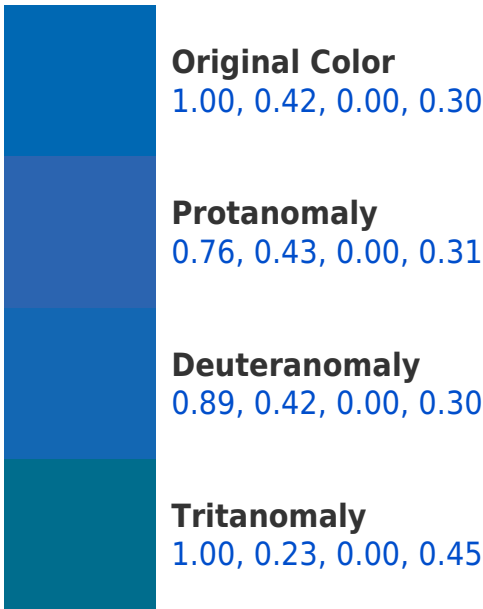 Original Color
1.00, 0.42, 0.00, 0.30
Protanomaly
0.76, 0.43, 0.00, 0.31
Deuteranomaly
0.89, 0.42, 0.00, 0.30
Tritanomaly
1.00, 0.23, 0.00, 0.45